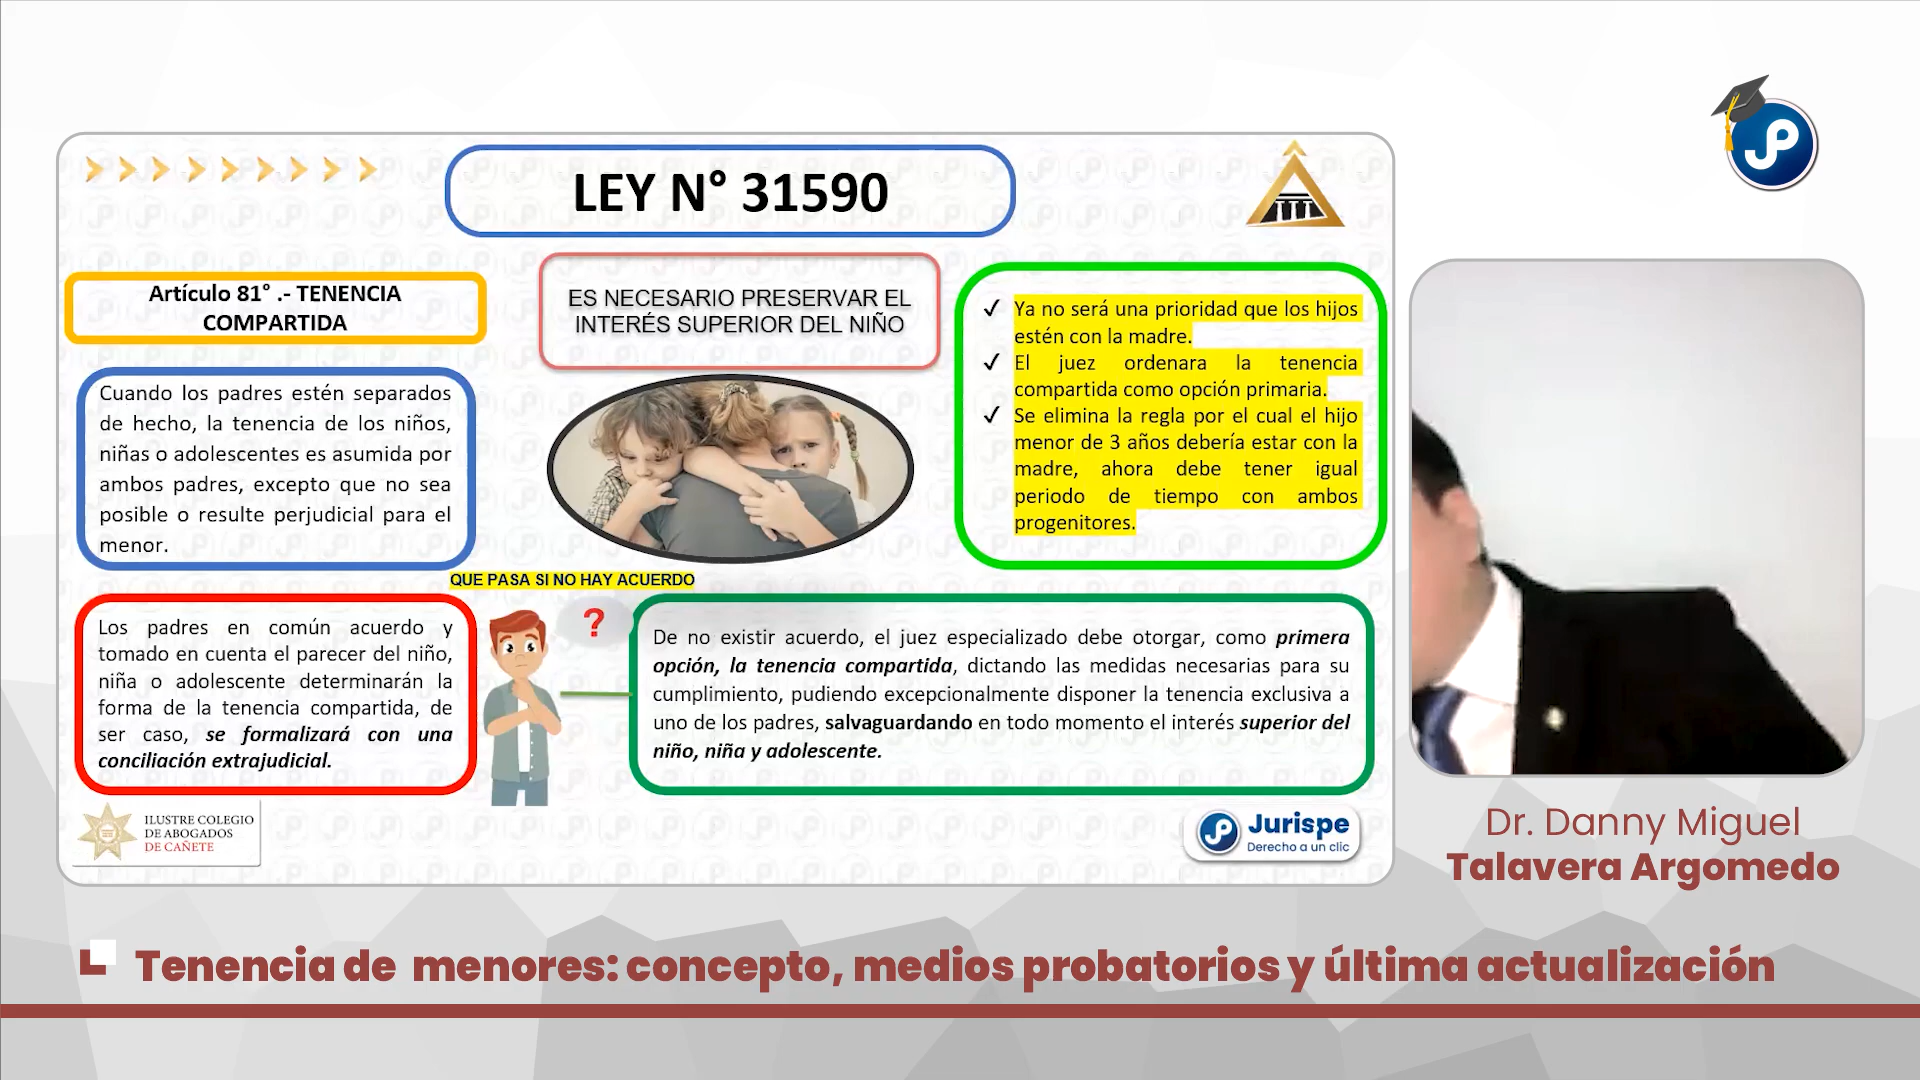 LEY N° 31590
Artículo 81° .- TENENCIA
COMPARTIDA
Cuando los padres estén separados
de hecho, la tenencia de los niños,
niñas o adolescentes es asumida por
ambos padres, excepto que no sea
posible o resulte perjudicial para el
menor.
Los padres en común acuerdo y
tomado en cuenta el parecer del niño,
niña o adolescente determinarán la
forma de la tenencia compartida, de
ser caso, se formalizará con una
conciliación extrajudicial.
ES NECESARIO PRESERVAR EL
INTERÉS SUPERIOR DEL NIÑO
✓ Ya no será una prioridad que los hijos
estén con la madre.
✓ El juez ordenara la tenencia
compartida como opción primaria.
✓ Se elimina la regla por el cual el hijo
menor de 3 años debería estar con la
madre, ahora debe tener igual
periodo de tiempo con ambos
progenitores.
QUE PASA SI NO HAY ACUERDO
?
De no existir acuerdo, el juez especializado debe otorgar, como primera
opción, la tenencia compartida, dictando las medidas necesarias para su
cumplimiento, pudiendo excepcionalmente disponer la tenencia exclusiva a
uno de los padres, salvaguardando en todo momento el interés superior del
niño, niña y adolescente.
ILUSTRE COLEGIO
DE ABOGADOS
DE CAÑETE
JP
Jurispe
Derecho a un clic
JP
Dr. Danny Miguel
Talavera Argomedo
Tenencia de menores: concepto, medios probatorios y última actualización